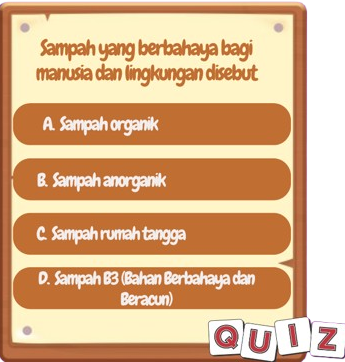 Sampah yang berbahaya bagi
manusia dan lingkungan disebut
A. Sampah organik
B. Sampah anorganik
C. Sampah rumah tangga
D. Sampah B3 (Bahan Berbahaya dan
Beracun)
QUIZ